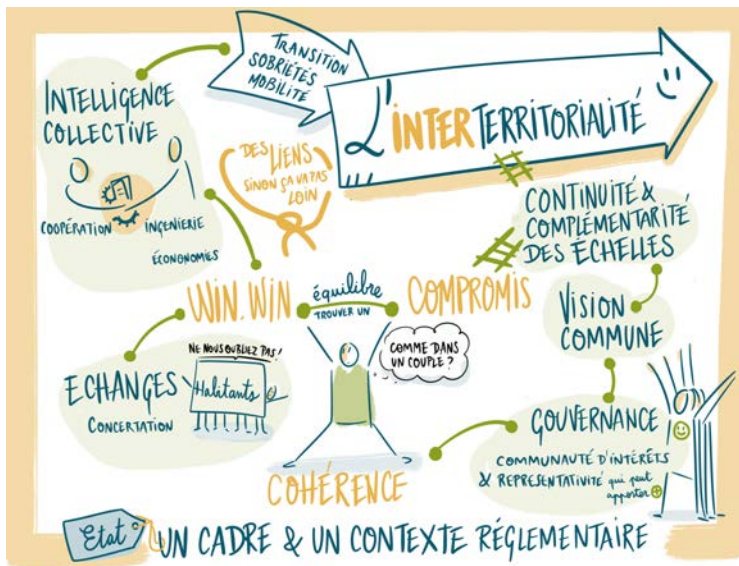 TRANSITION
SOBRIÉTÉS
MOBILITÉ
L'INTERTERRITORIALITÉ
INTELLIGENCE
COLLECTIVE
COOPÉRATION
INGENIERIE
ÉCONOMIES
DES LIENS
SINON ÇA VA PAS
LOIN
CONTINUITÉ &
COMPLÉMENTARITÉ
DES ÉCHELLES
WIN.WIN
équilibre
TROUVER UN
COMPROMIS
VISION
COMMUNE
NE NOUS OUBLIEZ PAS!
Habitants
COMME DANS
UN COUPLE ?
ECHANGES
CONCERTATION
GOUVERNANCE
COMMUNAUTÉ D'INTÉRÊTS
& REPRÉSENTATIVITÉ qui peut
apporter +
COHÉRENCE
Etat
UN CADRE & UN CONTEXTE RÉGLEMENTAIRE